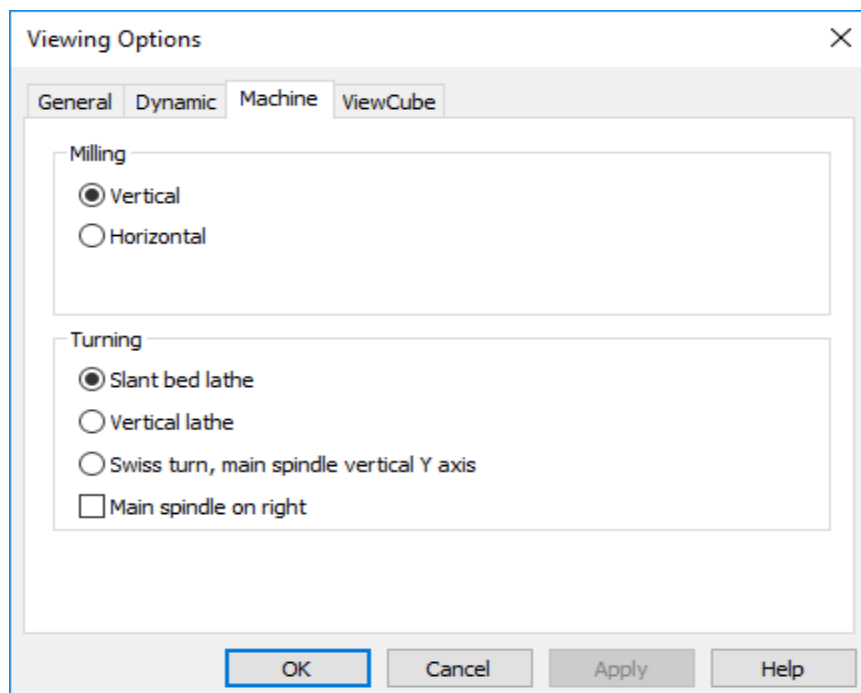 Viewing Options
General Dynamic Machine ViewCube
Milling
Vertical
Horizontal
Turning
Slant bed lathe
Vertical lathe
Swiss turn, main spindle vertical Y axis
Main spindle on right
OK Cancel Apply Help